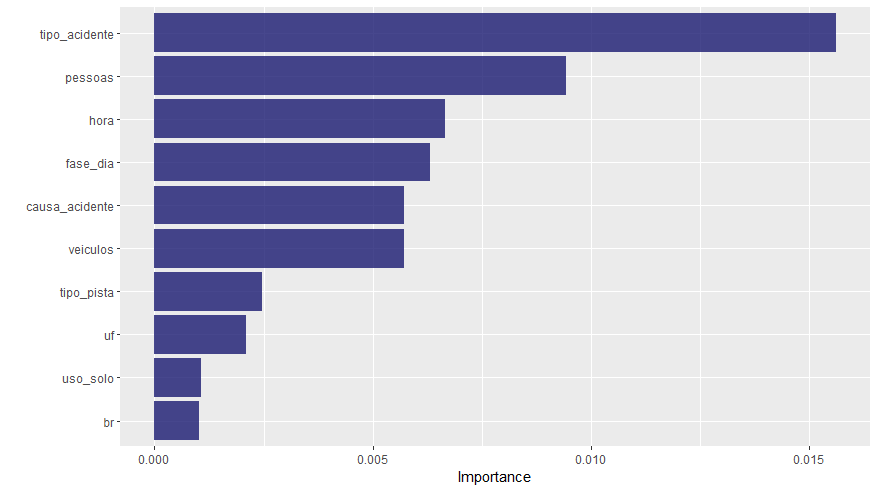 tipo_acidente
pessoas
hora
fase_dia
causa_acidente
veiculos
tipo_pista
uf
uso_solo
br
0.000 0.005 0.010 0.015
Importance